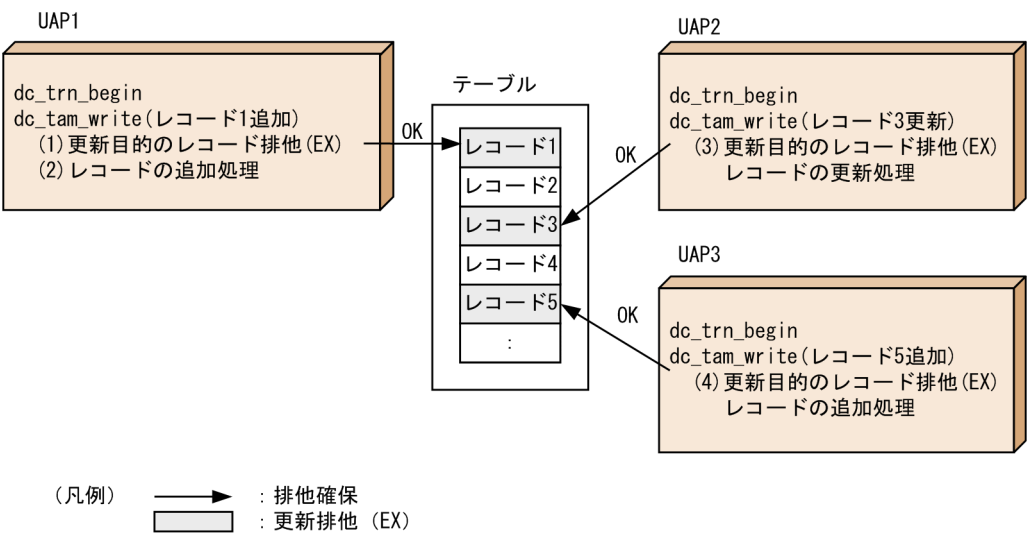 UAP1
dc_trn_begin
dc_tam_write(レコード1追加)
(1)更新目的のレコード排他(EX)
(2)レコードの追加処理
OK
テーブル
レコード1
レコード2
レコード3
レコード4
レコード5
:
UAP2
dc_trn_begin
dc_tam_write(レコード3更新)
(3)更新目的のレコード排他(EX)
レコードの更新処理
OK
UAP3
dc_trn_begin
dc_tam_write(レコード5追加)
(4)更新目的のレコード排他(EX)
レコードの追加処理
OK
(凡例)
:排他確保
:更新排他 (EX)